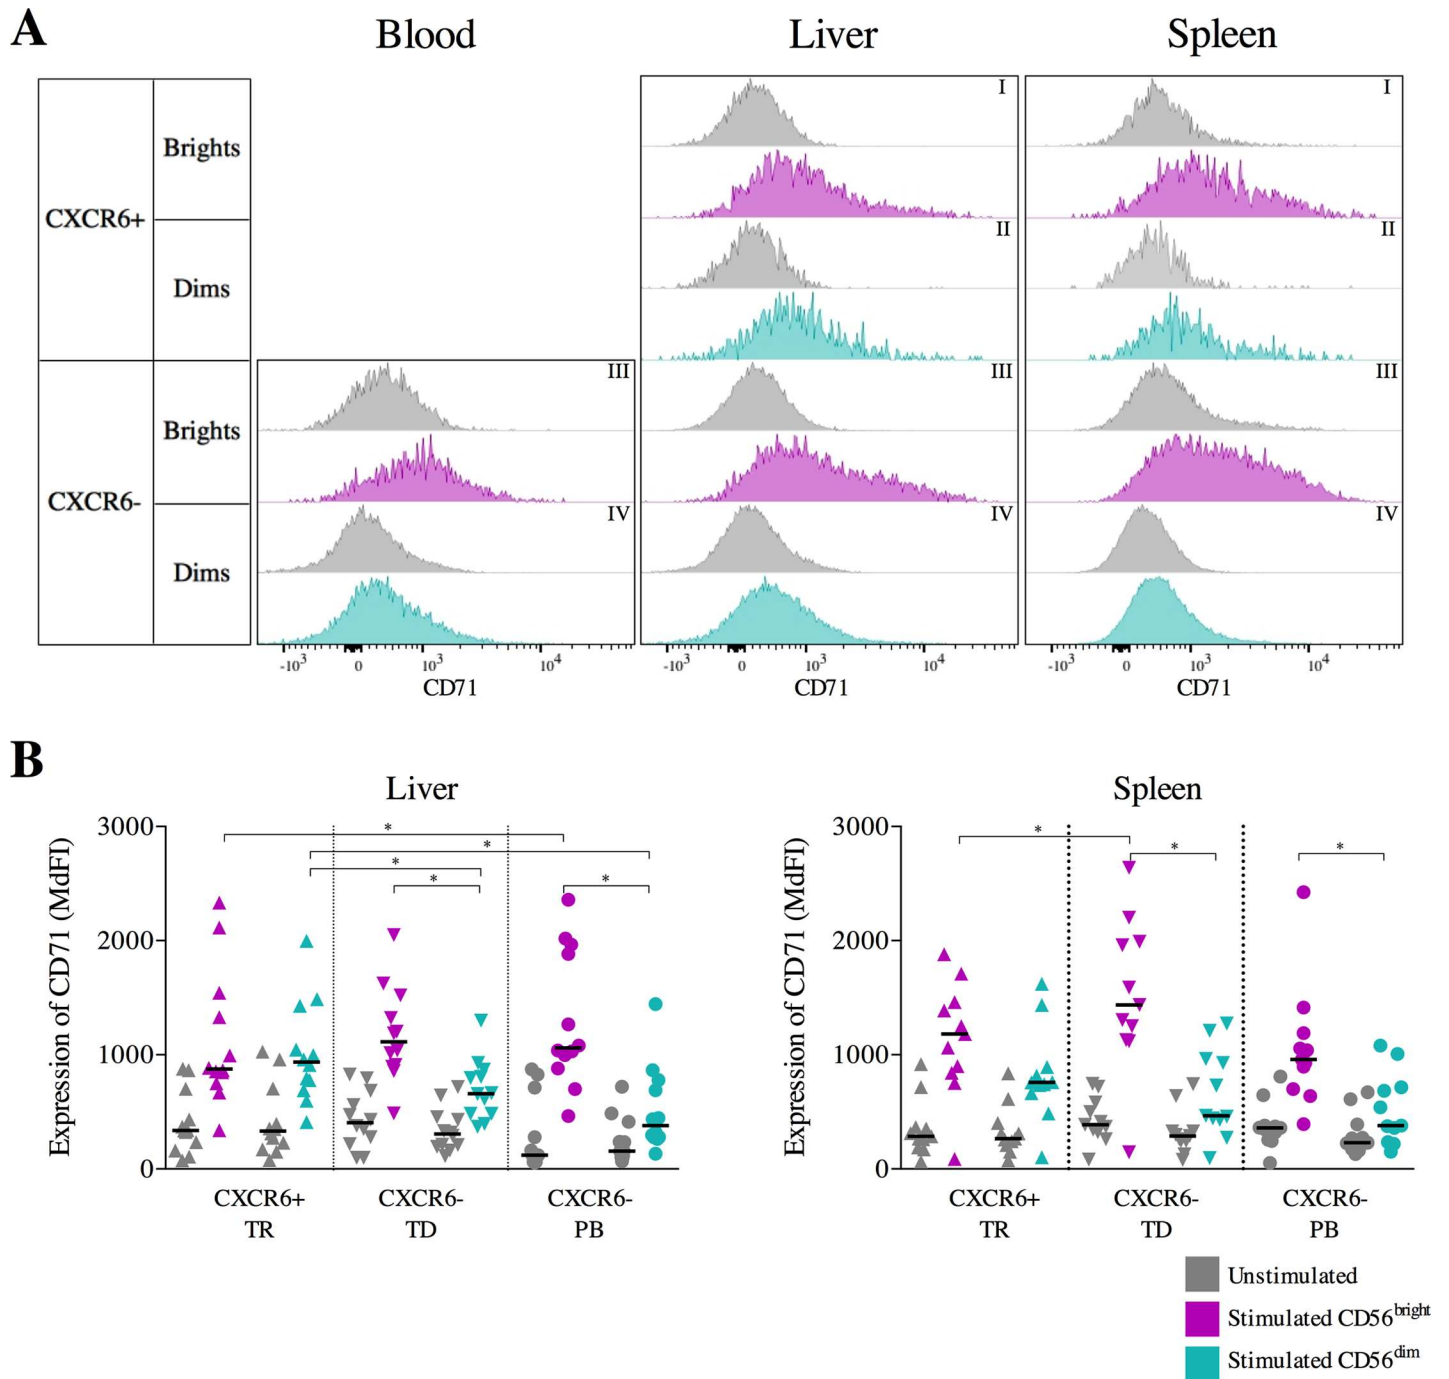 A
Blood
Liver
Spleen
CXCR6+
Brights
Dims
CXCR6-
Brights
Dims
III
IV
I
II
III
IV
I
II
III
IV
-10³ 0 10³ 10⁴
CD71
-10³ 0 10³ 10⁴
CD71
-10³ 0 10³ 10⁴
CD71
B
Liver
Expression of CD71 (MdFI)
3000
2000
1000
0
*
*
*
*
*
CXCR6+
TR
CXCR6-
TD
CXCR6-
PB
Spleen
Expression of CD71 (MdFI)
3000
2000
1000
0
*
*
*
CXCR6+
TR
CXCR6-
TD
CXCR6-
PB
Unstimulated
Stimulated CD56bright
Stimulated CD56dim